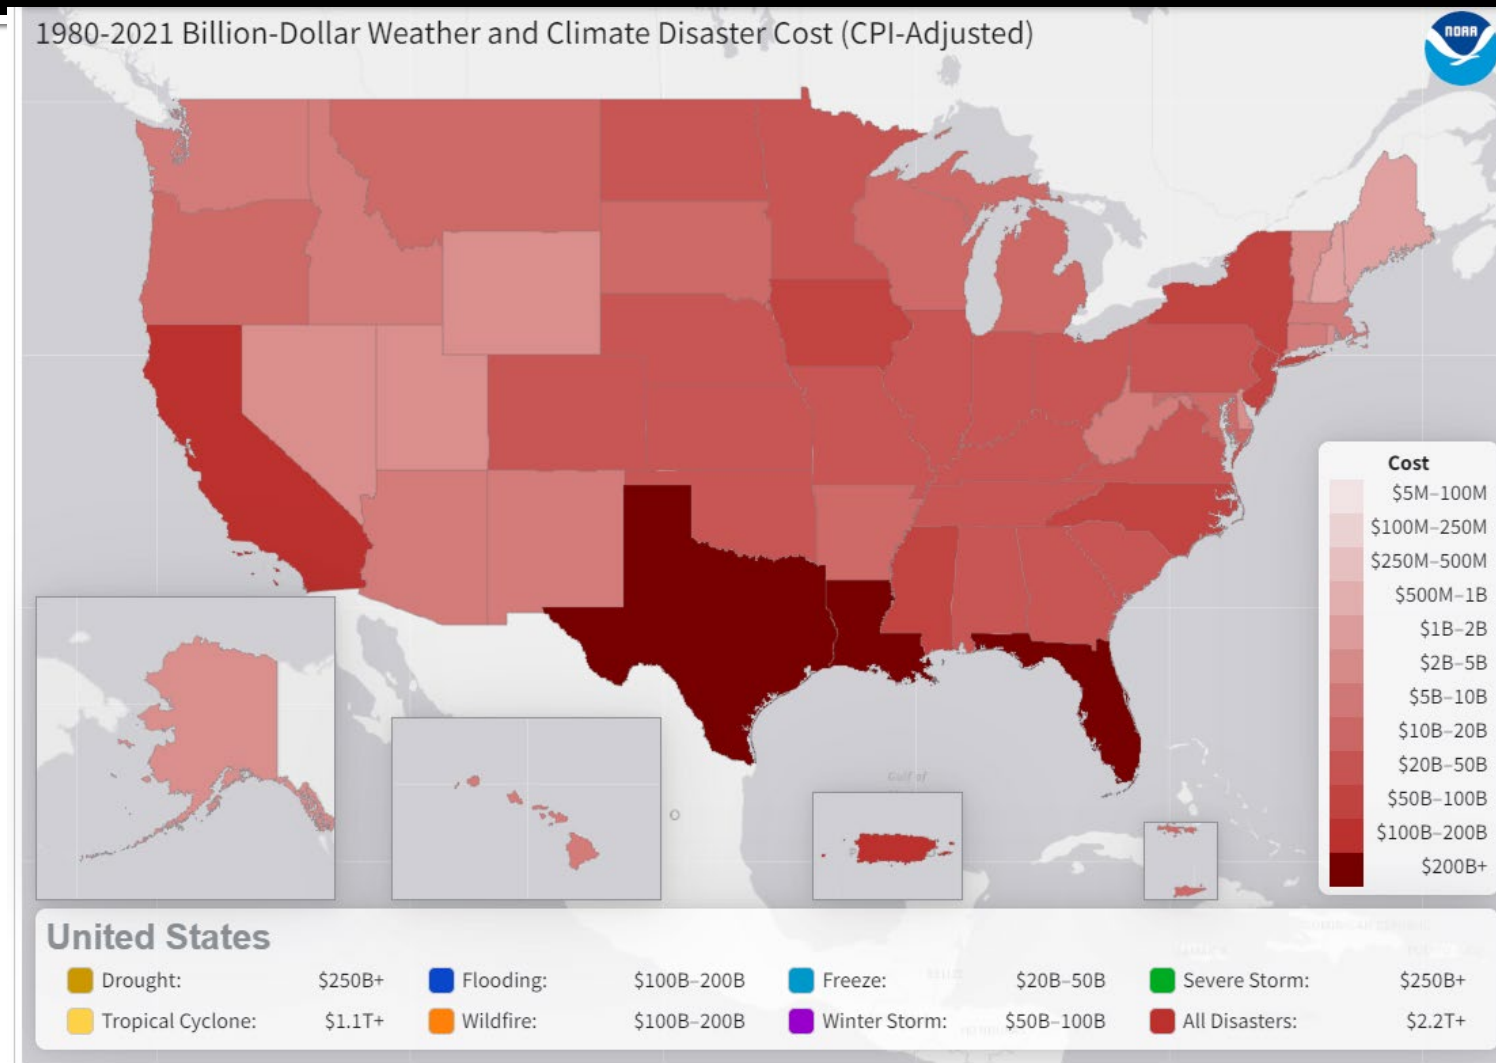 1980-2021 Billion-Dollar Weather and Climate Disaster Cost (CPI-Adjusted)
NOAA
Cost
$5M–100M
$100M–250M
$250M–500M
$500M–1B
$1B–2B
$2B–5B
$5B–10B
$10B–20B
$20B–50B
$50B–100B
$100B–200B
$200B+
Gulf of
United States
Drought: $250B+ Flooding: $100B–200B Freeze: $20B–50B Severe Storm: $250B+
Tropical Cyclone: $1.1T+ Wildfire: $100B–200B Winter Storm: $50B–100B All Disasters: $2.2T+